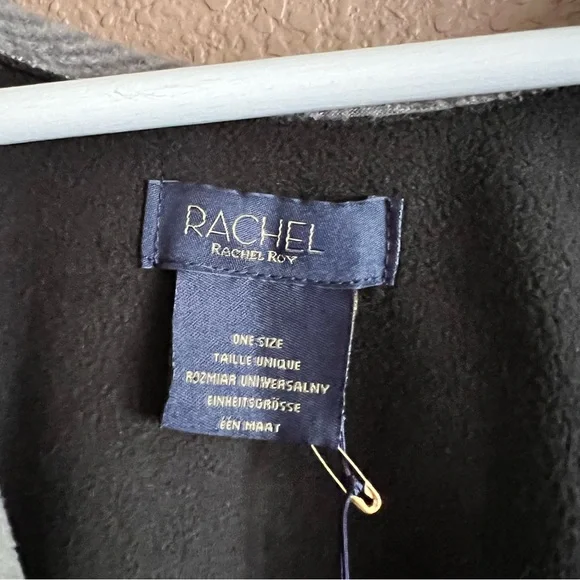 RACHEL
RACHEL ROY
ONE SIZE
TAILLE UNIQUE
ROZMIAR UNIWERSALNY
EINHEITSGRÖSSE
ÉÉN MAAT